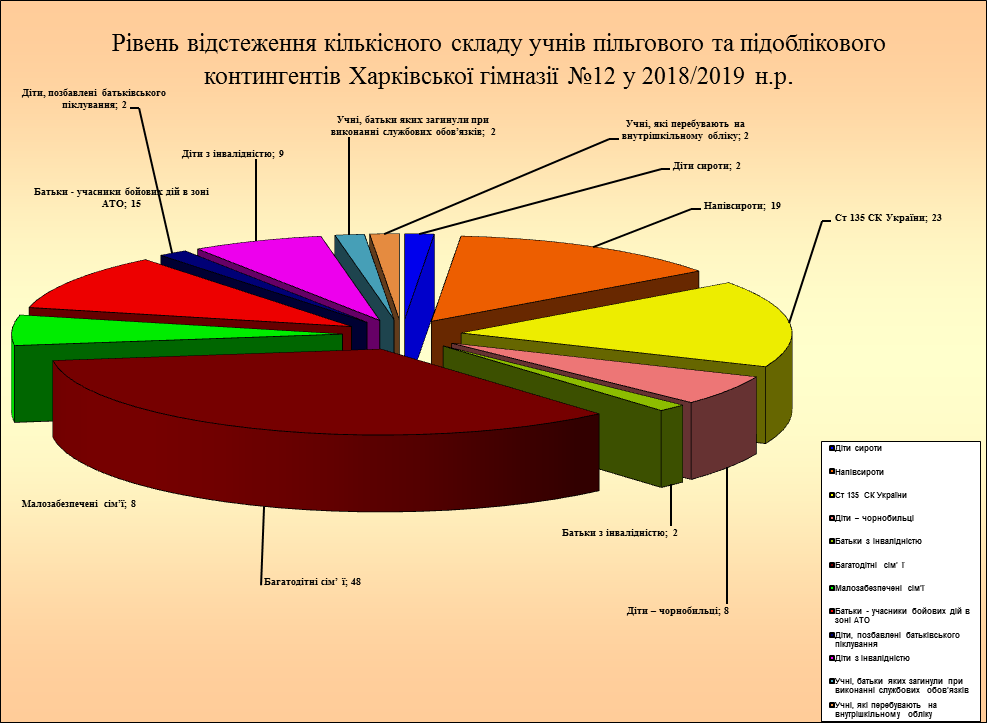 Рівень відстеження кількісного складу учнів пільгового та підоблікового
контингентів Харківської гімназії №12 у 2018/2019 н.р.
Діти, позбавлені батьківського
піклування; 2
Учні, батьки яких загинули при
виконанні службових обов’язків; 2
Учні, які перебувають на
внутрішкільному обліку; 2
Діти з інвалідністю; 9
Діти сироти; 2
Батьки - учасники бойових дій в зоні
АТО; 15
Напівсироти; 19
Ст 135 СК України; 23
Малозабезпечені сім’ї; 8
Батьки з інвалідністю; 2
Багатодітні сім’ ї; 48
Діти – чорнобильці; 8
Діти сироти
Напівсироти
Ст 135 СК України
Діти – чорнобильці
Батьки з інвалідністю
Багатодітні сім’ ї
Малозабезпечені сім’ї
Батьки - учасники бойових дій в
зоні АТО
Діти, позбавлені батьківського
піклування
Діти з інвалідністю
Учні, батьки яких загинули при
виконанні службових обов’язків
Учні, які перебувають на
внутрішкільному обліку